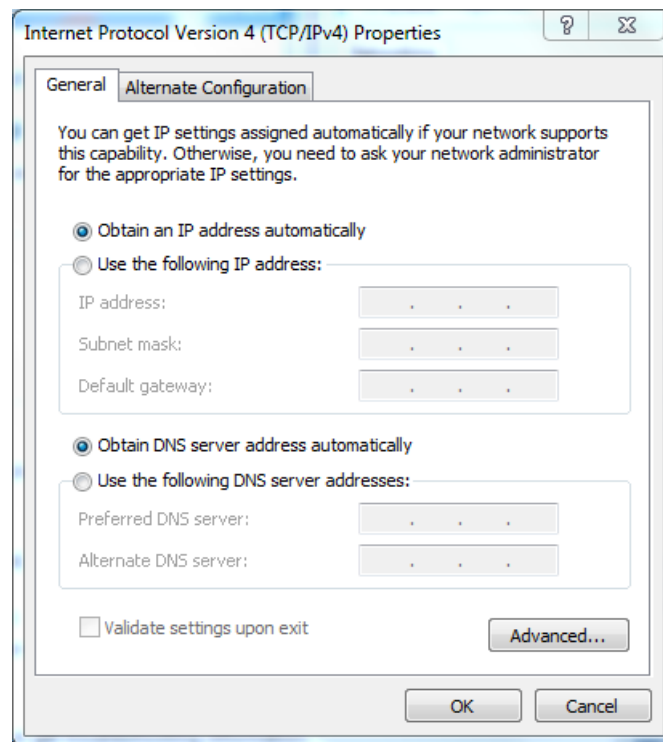 Internet Protocol Version 4 (TCP/IPv4) Properties
?
General
Alternate Configuration
You can get IP settings assigned automatically if your network supports
this capability. Otherwise, you need to ask your network administrator
for the appropriate IP settings.
Obtain an IP address automatically
Use the following IP address:
IP address:
Subnet mask:
Default gateway:
Obtain DNS server address automatically
Use the following DNS server addresses:
Preferred DNS server:
Alternate DNS server:
Validate settings upon exit
Advanced...
OK
Cancel